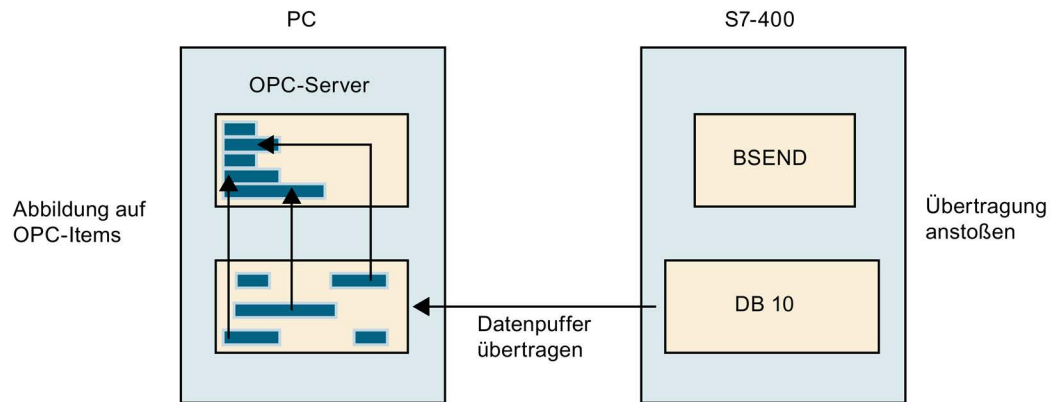 PC
S7-400
OPC-Server
BSEND
Abbildung auf
OPC-Items
Übertragung
anstoßen
DB 10
Datenpuffer
übertragen